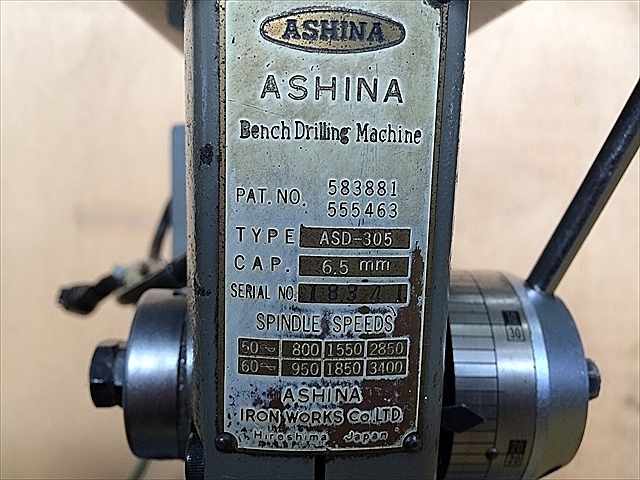 ASHINA
ASHINA
Bench Drilling Machine
PAT. NO. 583881
555463
TYPE ASD-305
CAP. 6.5 mm
SERIAL NO.
SPINDLE SPEEDS
50~ 800 1550 2850
60~ 950 1850 3400
ASHINA
IRON WORKS Co. LTD.
Hiroshima Japan
30